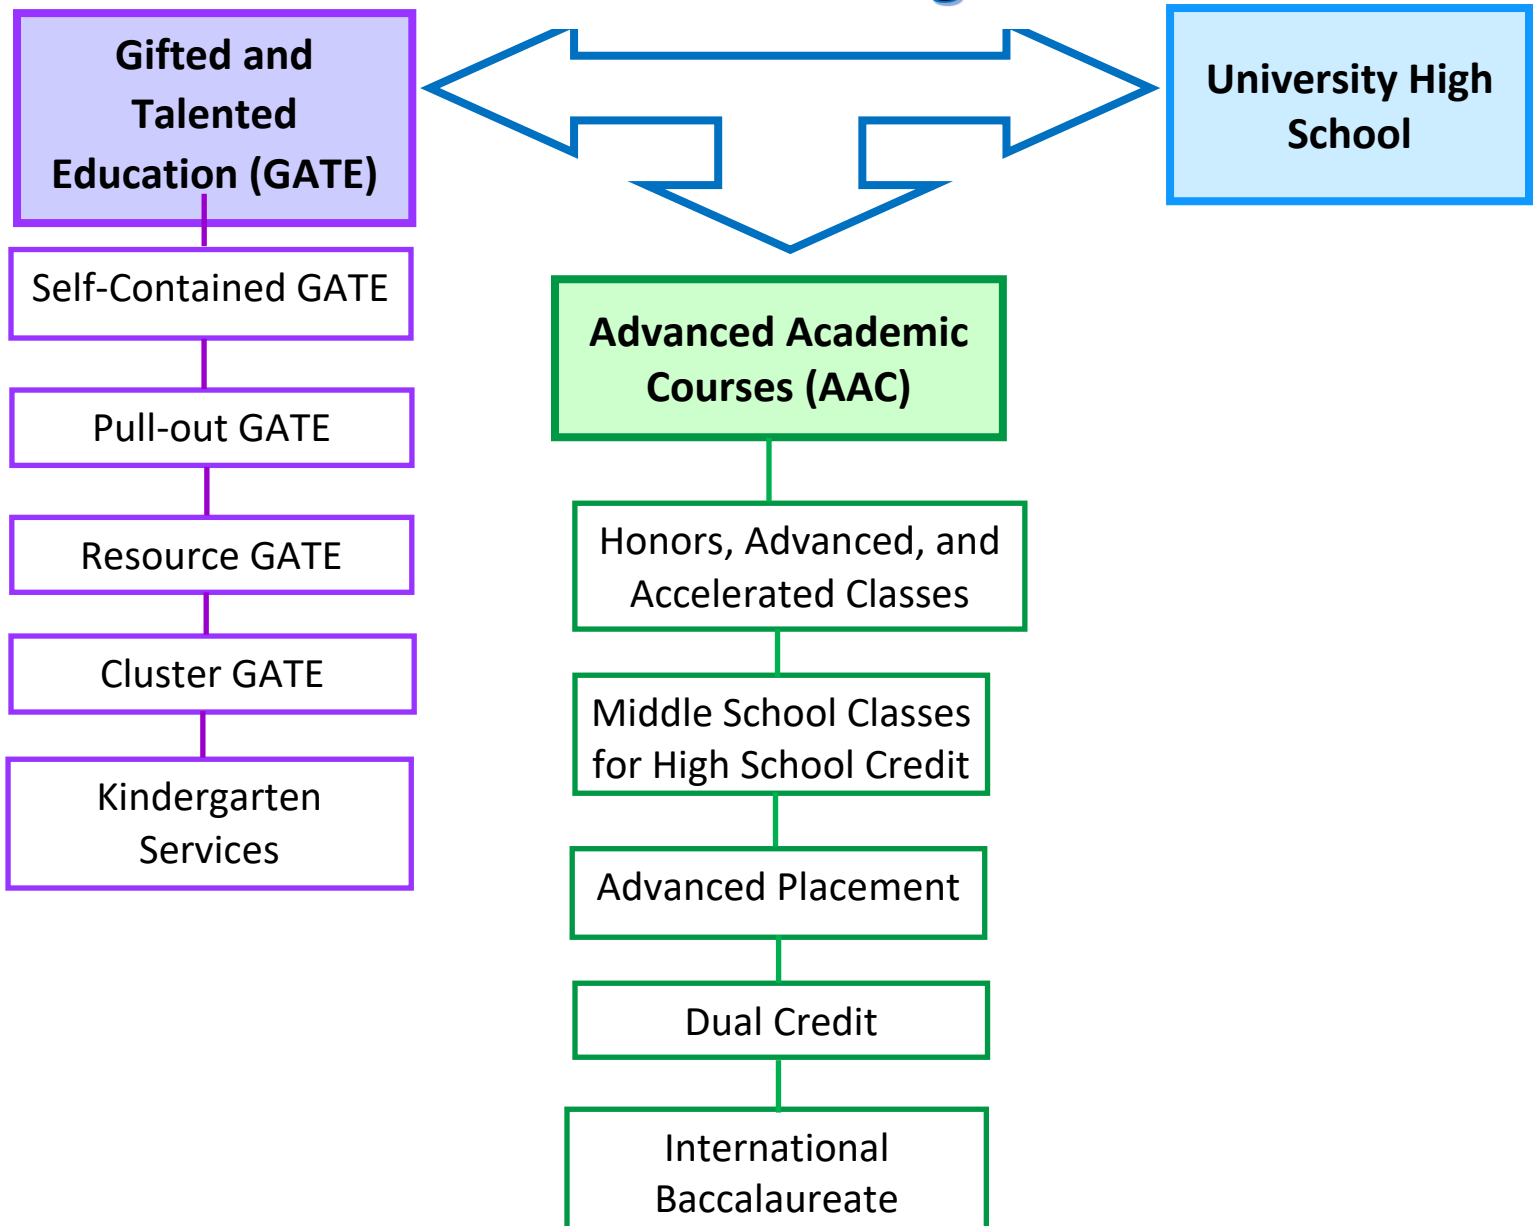 Gifted and
Talented
Education (GATE)
University High
School
Self-Contained GATE
Pull-out GATE
Resource GATE
Cluster GATE
Kindergarten
Services
Advanced Academic
Courses (AAC)
Honors, Advanced, and
Accelerated Classes
Middle School Classes
for High School Credit
Advanced Placement
Dual Credit
International
Baccalaureate